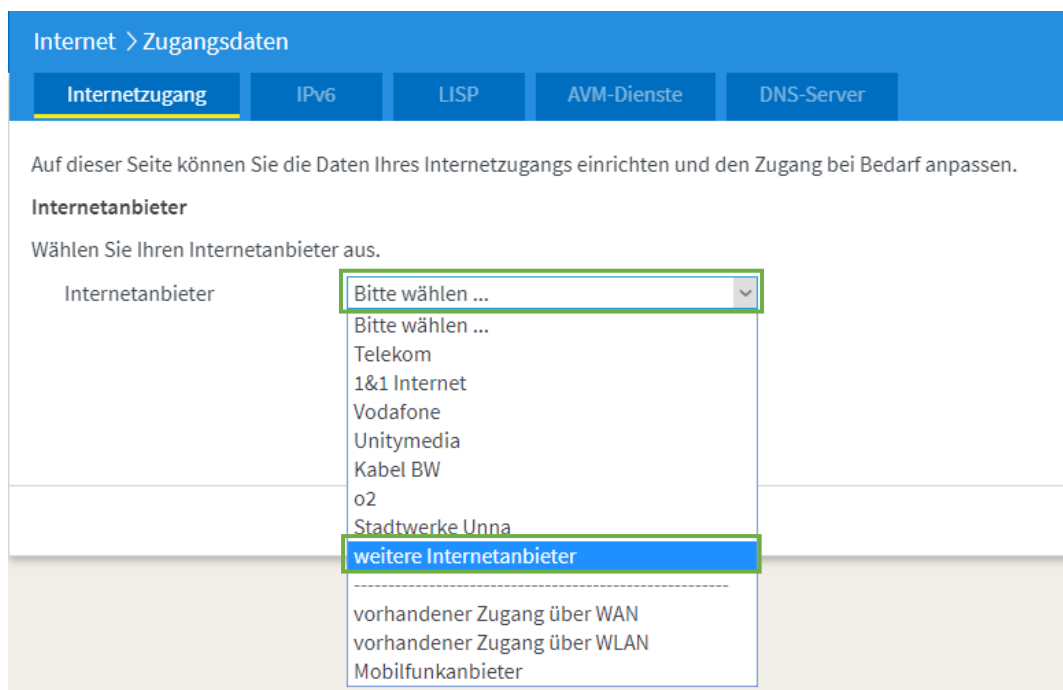 Internet > Zugangsdaten
Internetzugang IPv6 LISP AVM-Dienste DNS-Server
Auf dieser Seite können Sie die Daten Ihres Internetzugangs einrichten und den Zugang bei Bedarf anpassen.
Internetanbieter
Wählen Sie Ihren Internetanbieter aus.
Internetanbieter Bitte wählen ...
Bitte wählen ...
Telekom
1&1 Internet
Vodafone
Unitymedia
Kabel BW
o2
Stadtwerke Unna
weitere Internetanbieter
------------------------------------------------------
vorhandener Zugang über WAN
vorhandener Zugang über WLAN
Mobilfunkanbieter